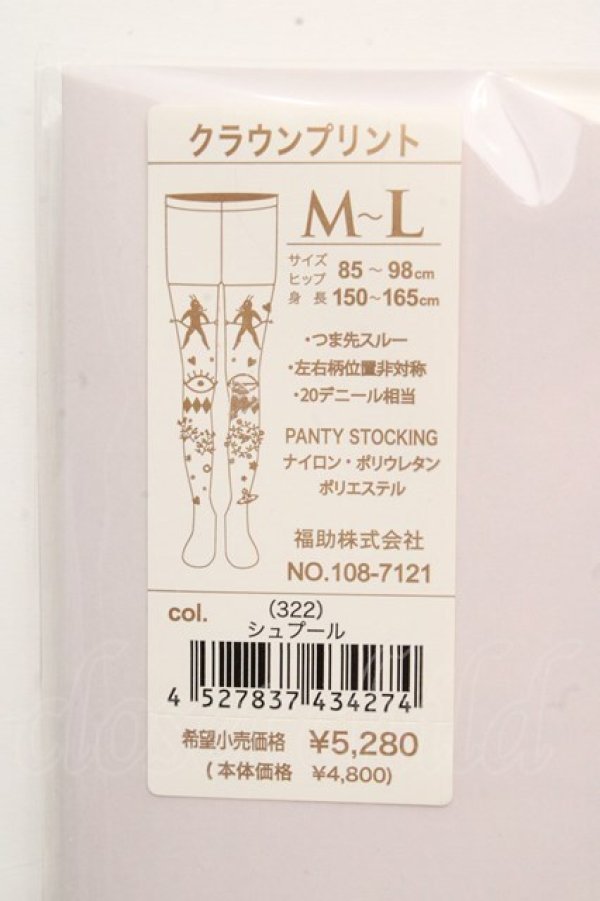 クラウンプリント
M~L
サイズ
ヒップ 85~98cm
身長 150~165cm
・つま先スルー
・左右柄位置非対称
・20デニール相当
PANTY STOCKING
ナイロン・ポリウレタン
ポリエステル
福助株式会社
NO.108-7121
col. (322)
シュプール
4 527837 434274
希望小売価格 ¥5,280
(本体価格 ¥4,800)